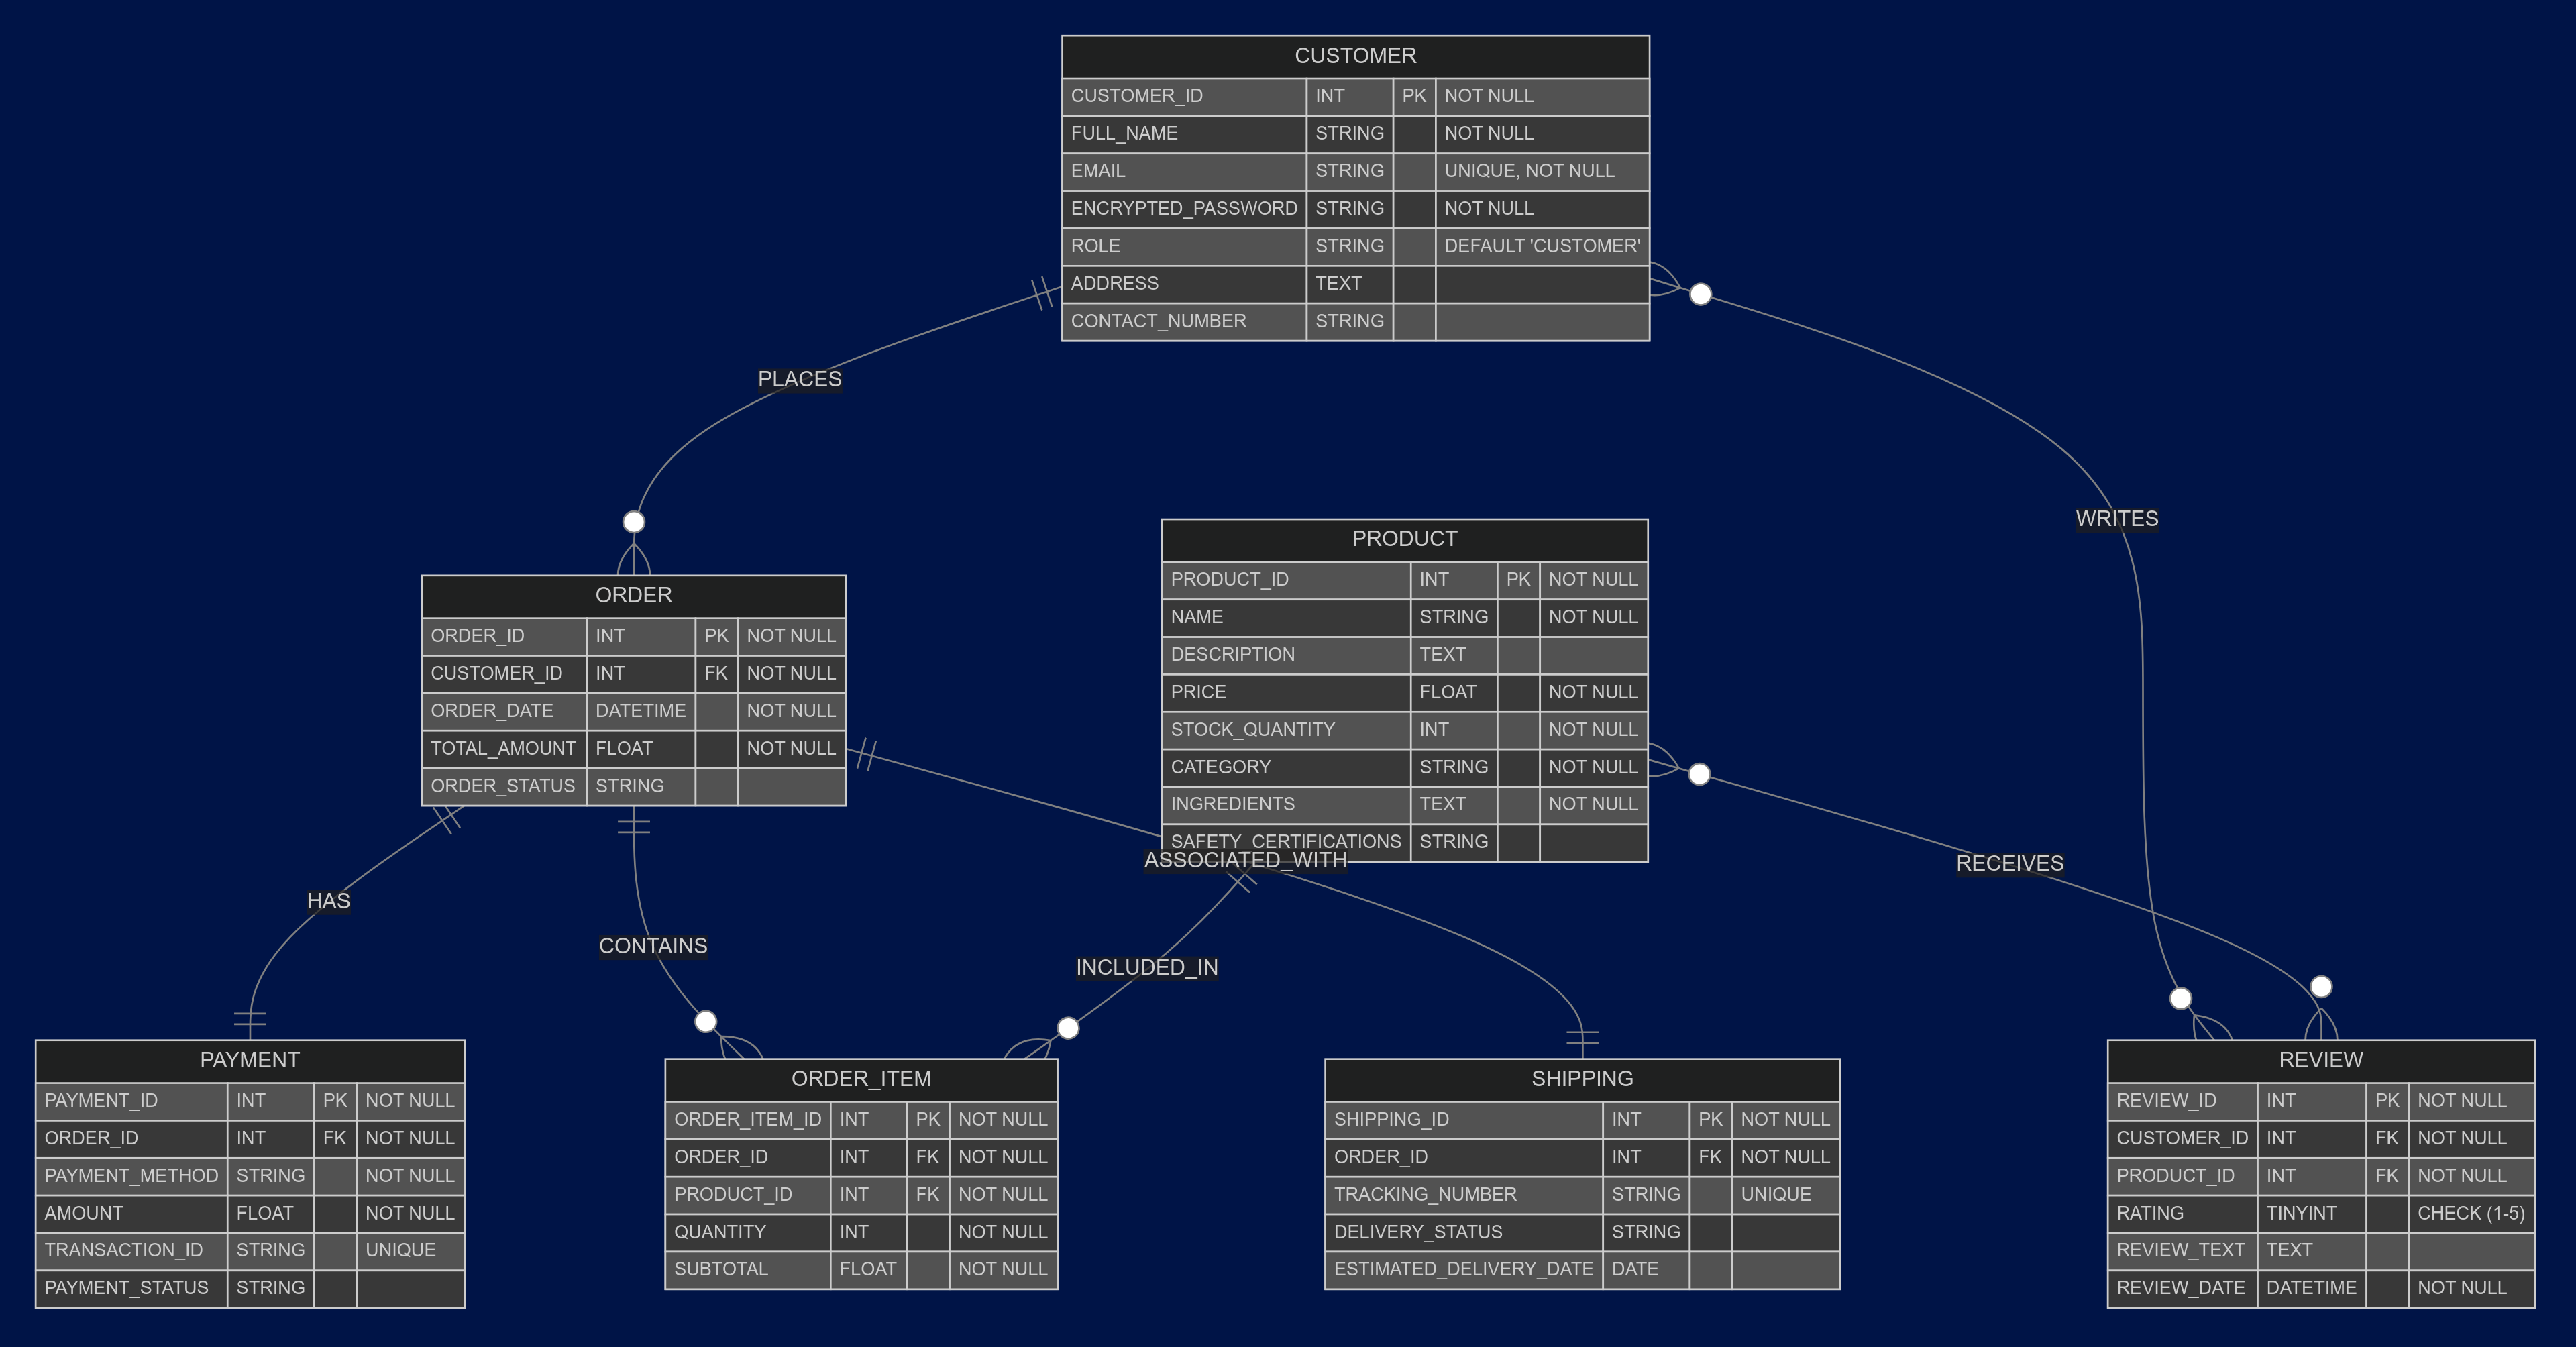 CUSTOMER
CUSTOMER_ID INT PK NOT NULL
FULL_NAME STRING NOT NULL
EMAIL STRING UNIQUE, NOT NULL
ENCRYPTED_PASSWORD STRING NOT NULL
ROLE STRING DEFAULT 'CUSTOMER'
ADDRESS TEXT
CONTACT_NUMBER STRING
PLACES
WRITES
ORDER
ORDER_ID INT PK NOT NULL
CUSTOMER_ID INT FK NOT NULL
ORDER_DATE DATETIME NOT NULL
TOTAL_AMOUNT FLOAT NOT NULL
ORDER_STATUS STRING
PRODUCT
PRODUCT_ID INT PK NOT NULL
NAME STRING NOT NULL
DESCRIPTION TEXT
PRICE FLOAT NOT NULL
STOCK_QUANTITY INT NOT NULL
CATEGORY STRING NOT NULL
INGREDIENTS TEXT NOT NULL
SAFETY_CERTIFICATIONS STRING
ASSOCIATED_WITH
RECEIVES
HAS
CONTAINS
INCLUDED_IN
PAYMENT
PAYMENT_ID INT PK NOT NULL
ORDER_ID INT FK NOT NULL
PAYMENT_METHOD STRING NOT NULL
AMOUNT FLOAT NOT NULL
TRANSACTION_ID STRING UNIQUE
PAYMENT_STATUS STRING
ORDER_ITEM
ORDER_ITEM_ID INT PK NOT NULL
ORDER_ID INT FK NOT NULL
PRODUCT_ID INT FK NOT NULL
QUANTITY INT NOT NULL
SUBTOTAL FLOAT NOT NULL
SHIPPING
SHIPPING_ID INT PK NOT NULL
ORDER_ID INT FK NOT NULL
TRACKING_NUMBER STRING UNIQUE
DELIVERY_STATUS STRING
ESTIMATED_DELIVERY_DATE DATE
REVIEW
REVIEW_ID INT PK NOT NULL
CUSTOMER_ID INT FK NOT NULL
PRODUCT_ID INT FK NOT NULL
RATING TINYINT CHECK (1-5)
REVIEW_TEXT TEXT
REVIEW_DATE DATETIME NOT NULL